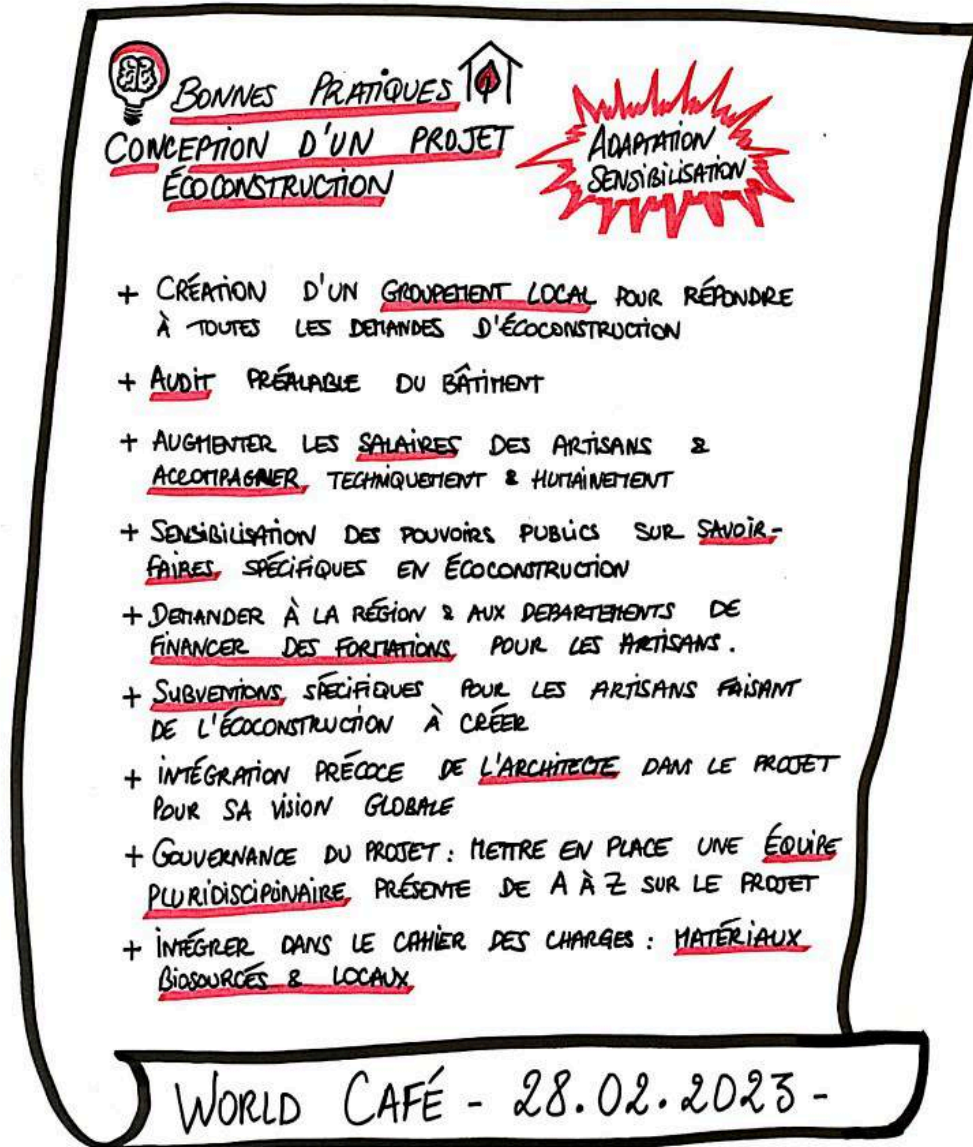 BONNES PRATIQUES
CONCEPTION D'UN PROJET
ÉCOCONSTRUCTION
ADAPTATION
SENSIBILISATION
+ CRÉATION D'UN GROUPEMENT LOCAL POUR RÉPONDRE
À TOUTES LES DEMANDES D'ÉCOCONSTRUCTION
+ AUDIT PRÉALABLE DU BÂTIMENT
+ AUGMENTER LES SALAIRES DES ARTISANS &
ACCOMPAGNER TECHNIQUEMENT & HUMAINEMENT
+ SENSIBILISATION DES POUVOIRS PUBLICS SUR SAVOIR-
FAIRES SPÉCIFIQUES EN ÉCOCONSTRUCTION
+ DEMANDER À LA RÉGION & AUX DEPARTEMENTS DE
FINANCER DES FORMATIONS POUR LES ARTISANS.
+ SUBVENTIONS SPÉCIFIQUES POUR LES ARTISANS FAISANT
DE L'ÉCOCONSTRUCTION À CRÉER
+ INTÉGRATION PRÉCOCE DE L'ARCHITECTE DANS LE PROJET
POUR SA VISION GLOBALE
+ GOUVERNANCE DU PROJET : METTRE EN PLACE UNE ÉQUIPE
PLURIDISCIPLINAIRE PRÉSENTE DE A À Z SUR LE PROJET
+ INTÉGRER DANS LE CAHIER DES CHARGES : MATÉRIAUX
BIOSOURCÉS & LOCAUX
WORLD CAFÉ - 28.02.2023 -